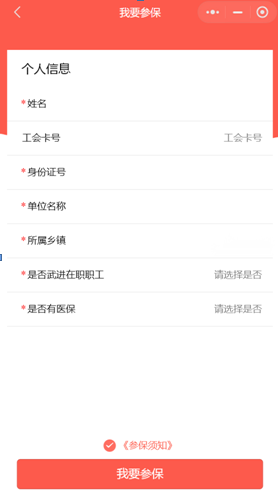 我要参保
个人信息
*姓名
工会卡号 工会卡号
*身份证号
*单位名称
*所属乡镇
*是否武进在职职工 请选择是否
*是否有医保 请选择是否
《参保须知》
我要参保